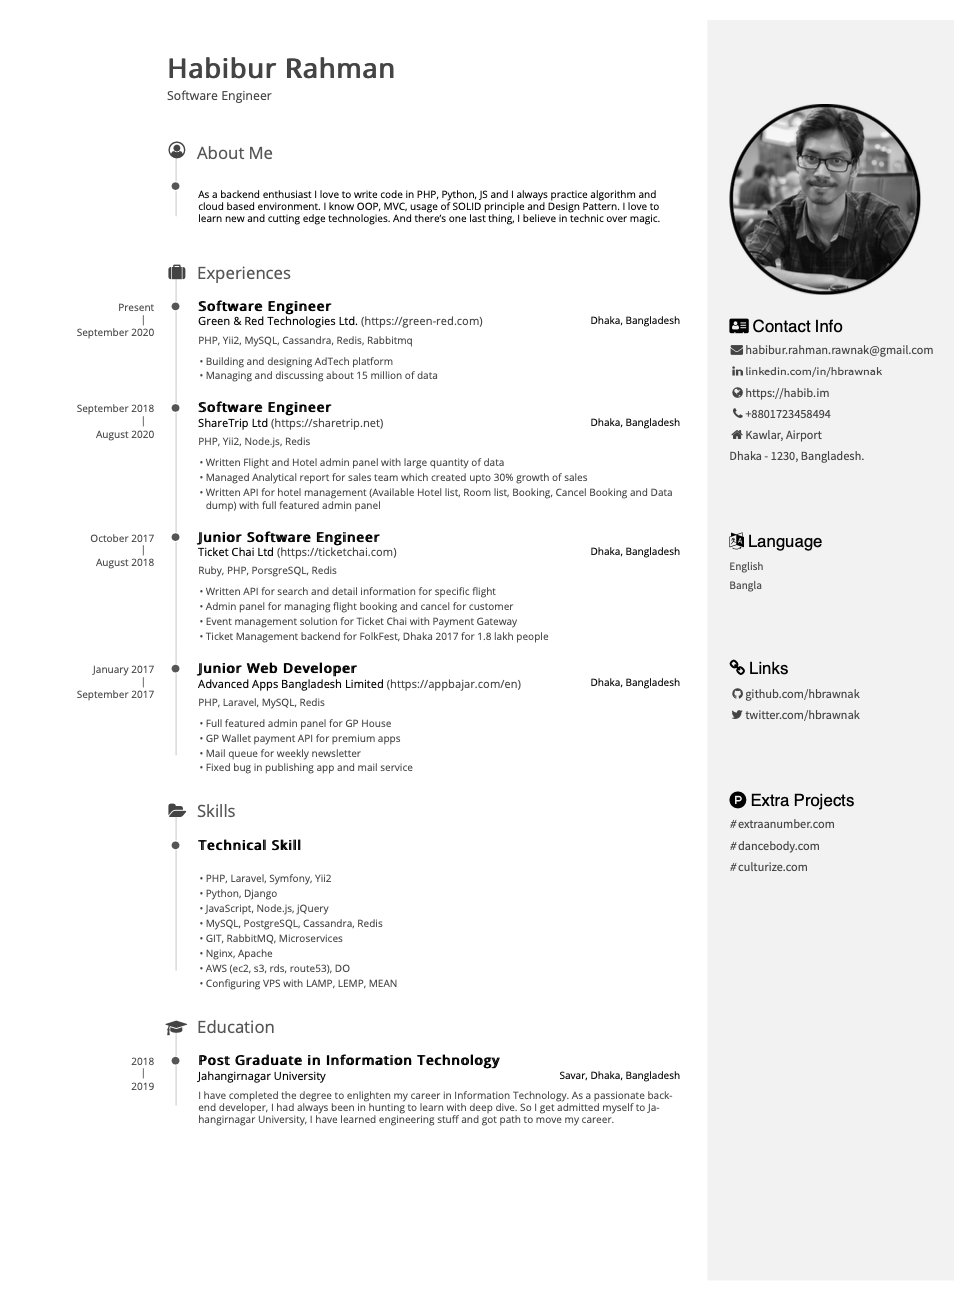 Habibur Rahman
Software Engineer
About Me
As a backend enthusiast I love to write code in PHP, Python, JS and I always practice algorithm and
cloud based environment. I know OOP, MVC, usage of SOLID principle and Design Pattern. I love to
learn new and cutting edge technologies. And there's one last thing, I believe in technic over magic.
Experiences
Present
|
September 2020
Software Engineer
Green & Red Technologies Ltd. (https://green-red.com) Dhaka, Bangladesh
PHP, Yii2, MySQL, Cassandra, Redis, Rabbitmq
• Building and designing AdTech platform
• Managing and discussing about 15 million of data
September 2018
|
August 2020
Software Engineer
ShareTrip Ltd (https://sharetrip.net) Dhaka, Bangladesh
PHP, Yii2, Node.js, Redis
• Written Flight and Hotel admin panel with large quantity of data
• Managed Analytical report for sales team which created upto 30% growth of sales
• Written API for hotel management (Available Hotel list, Room list, Booking, Cancel Booking and Data
dump) with full featured admin panel
October 2017
|
August 2018
Junior Software Engineer
Ticket Chai Ltd (https://ticketchai.com) Dhaka, Bangladesh
Ruby, PHP, PorsgreSQL, Redis
• Written API for search and detail information for specific flight
• Admin panel for managing flight booking and cancel for customer
• Event management solution for Ticket Chai with Payment Gateway
• Ticket Management backend for FolkFest, Dhaka 2017 for 1.8 lakh people
January 2017
|
September 2017
Junior Web Developer
Advanced Apps Bangladesh Limited (https://appbajar.com/en) Dhaka, Bangladesh
PHP, Laravel, MySQL, Redis
• Full featured admin panel for GP House
• GP Wallet payment API for premium apps
• Mail queue for weekly newsletter
• Fixed bug in publishing app and mail service
Skills
Technical Skill
• PHP, Laravel, Symfony, Yii2
• Python, Django
• JavaScript, Node.js, jQuery
• MySQL, PostgreSQL, Cassandra, Redis
• GIT, RabbitMQ, Microservices
• Nginx, Apache
• AWS (ec2, s3, rds, route53), DO
• Configuring VPS with LAMP, LEMP, MEAN
Education
2018
|
2019
Post Graduate in Information Technology
Jahangirnagar University Savar, Dhaka, Bangladesh
I have completed the degree to enlighten my career in Information Technology. As a passionate back-
end developer, I had always been in hunting to learn with deep dive. So I get admitted myself to Ja-
hangirnagar University, I have learned engineering stuff and got path to move my career.
Contact Info
habibur.rahman.rawnak@gmail.com
linkedin.com/in/hbrawnak
https://habib.im
+8801723458494
Kawlar, Airport
Dhaka - 1230, Bangladesh.
Language
English
Bangla
Links
github.com/hbrawnak
twitter.com/hbrawnak
Extra Projects
#extraanumber.com
#dancebody.com
#culturize.com